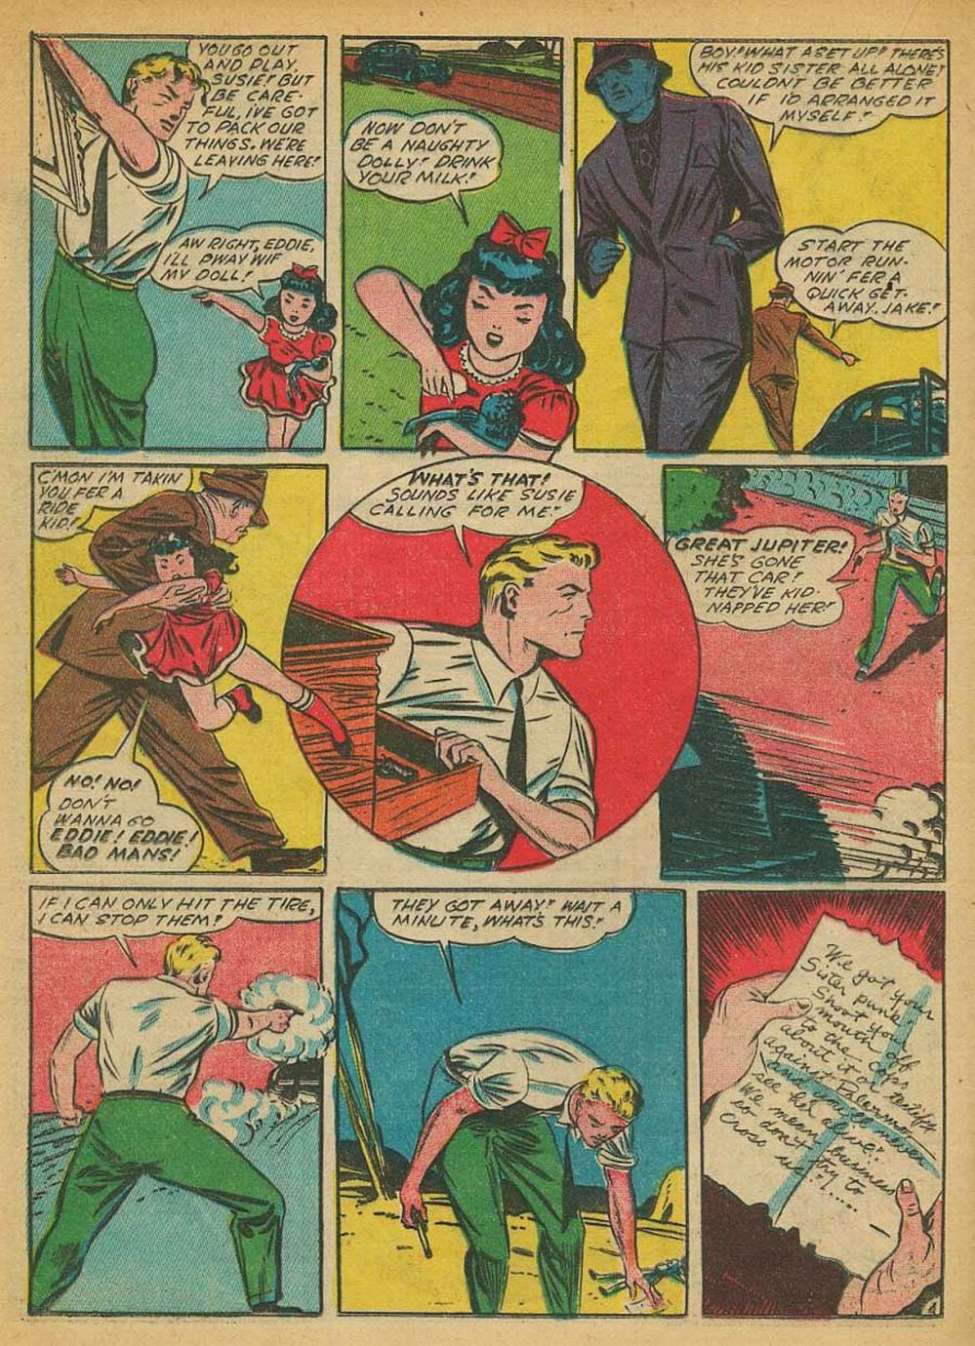 YOU GO OUT
AND PLAY,
SUSIE! BUT
BE CARE-
FUL, I'VE GOT
TO PACK OUR
THINGS. WE'RE
LEAVING HERE!
AW RIGHT, EDDIE,
I'LL PWAY WIF
MY DOLL!
NOW DON'T
BE A NAUGHTY
DOLLY! DRINK
YOUR MILK!
BOY! WHAT A SET UP! THERE'S
HIS KID SISTER ALL ALONE!
COULDN'T BE BETTER
IF I'D ARRANGED IT
MYSELF!
START THE
MOTOR RUN-
NIN' FER A
QUICK GET-
AWAY, JAKE!
C'MON I'M TAKIN
YOU FER A
RIDE
KID!
NO! NO!
DON'T
WANNA GO
EDDIE! EDDIE!
BAD MANS!
WHAT'S THAT!
SOUNDS LIKE SUSIE
CALLING FOR ME!
GREAT JUPITER!
SHE'S GONE
THAT CAR!
THEY'VE KID-
NAPPED HER!
IF I CAN ONLY HIT THE TIRE,
I CAN STOP THEM!
THEY GOT AWAY! WAIT A
MINUTE, WHAT'S THIS!
We got your
Sister punk!
Shoot your
mouth off
to the cops
about it or testify
against Palermo
and you'll never
see her alive!
We mean business
so don't try to
cross us!!....
4